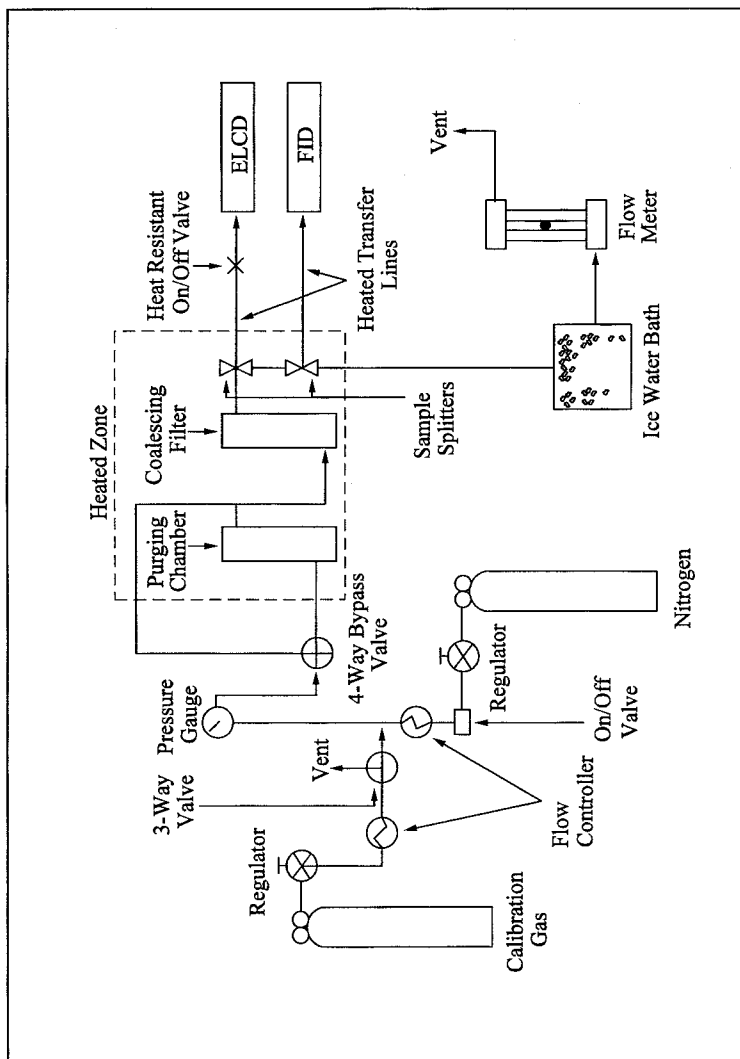 Heated Zone
Purging
Chamber
Coalescing
Filter
Heat Resistant
On/Off Valve
ELCD
FID
Heated Transfer
Lines
Sample
Splitters
Vent
Flow
Meter
Ice Water Bath
Pressure
Gauge
4-Way Bypass
Valve
3-Way
Valve
Vent
Regulator
Calibration
Gas
Flow
Controller
Regulator
On/Off
Valve
Nitrogen